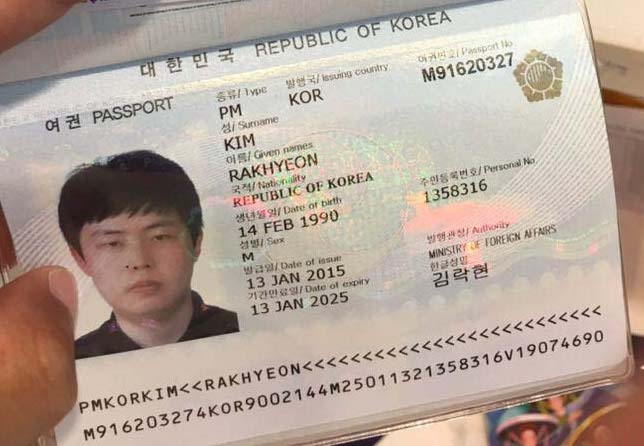 대한민국 REPUBLIC OF KOREA
여권 PASSPORT
종류/ Type 발행국/ Issuing country 여권번호/ Passport No
PM KOR M91620327
성/ Surname
KIM
이름/ Given names
RAKHYEON
국적/ Nationality
REPUBLIC OF KOREA
생년월일/ Date of birth 주민등록번호/ Personal No
14 FEB 1990 1358316
성별/ Sex
M
발급일/ Date of issue 발행관청/ Authority
13 JAN 2015 MINISTRY OF FOREIGN AFFAIRS
기간만료일/ Date of expiry 한글성명
13 JAN 2025 김락현
PMKORKIM<<RAKHYEON<<<<<<<<<<<<<<<<<<<<<<<<<<
M916203274KOR9002144M25011321358316V19074690